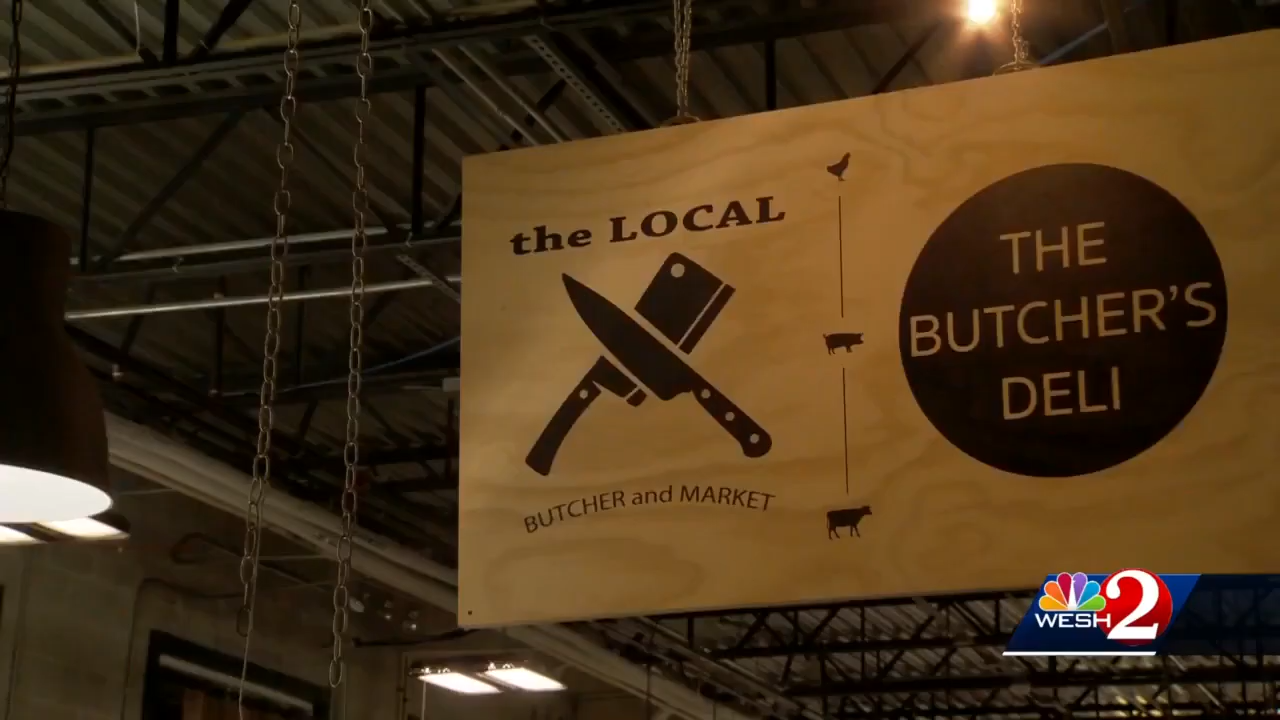 the LOCAL
BUTCHER and MARKET
THE
BUTCHER'S
DELI
WESH 2